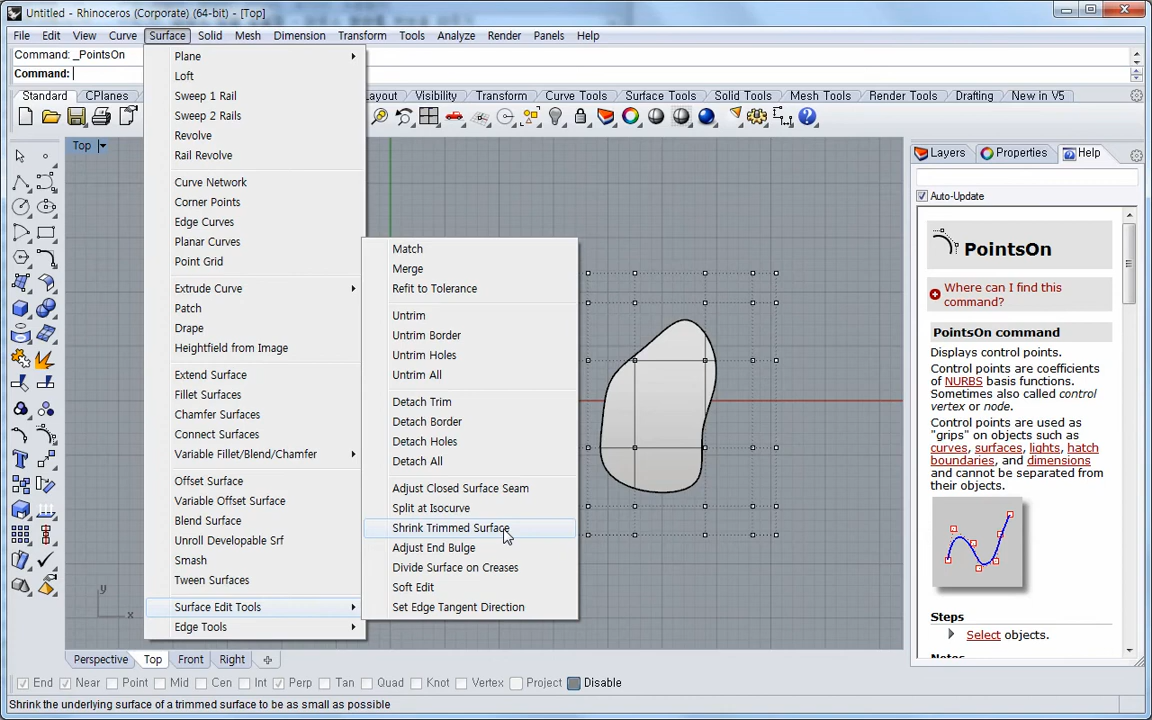 Untitled - Rhinoceros (Corporate) (64-bit) - [Top]
File Edit View Curve Surface Solid Mesh Dimension Transform Tools Analyze Render Panels Help
Command: _PointsOn
Command:
Standard CPlanes Layout Visibility Transform Curve Tools Surface Tools Solid Tools Mesh Tools Render Tools Drafting New in V5
Top
Plane
Loft
Sweep 1 Rail
Sweep 2 Rails
Revolve
Rail Revolve
Curve Network
Corner Points
Edge Curves
Planar Curves
Point Grid
Extrude Curve
Patch
Drape
Heightfield from Image
Extend Surface
Fillet Surfaces
Chamfer Surfaces
Connect Surfaces
Variable Fillet/Blend/Chamfer
Offset Surface
Variable Offset Surface
Blend Surface
Unroll Developable Srf
Smash
Tween Surfaces
Surface Edit Tools
Edge Tools
Match
Merge
Refit to Tolerance
Untrim
Untrim Border
Untrim Holes
Untrim All
Detach Trim
Detach Border
Detach Holes
Detach All
Adjust Closed Surface Seam
Split at Isocurve
Shrink Trimmed Surface
Adjust End Bulge
Divide Surface on Creases
Soft Edit
Set Edge Tangent Direction
y
x
Layers Properties Help
Auto-Update
PointsOn
Where can I find this
command?
PointsOn command
Displays control points.
Control points are coefficients
of NURBS basis functions.
Sometimes also called control
vertex or node.
Control points are used as
"grips" on objects such as
curves, surfaces, lights, hatch
boundaries, and dimensions
and cannot be separated from
their objects.
Steps
Select objects.
Perspective Top Front Right
End Near Point Mid Cen Int Perp Tan Quad Knot Vertex Project Disable
Shrink the underlying surface of a trimmed surface to be as small as possible